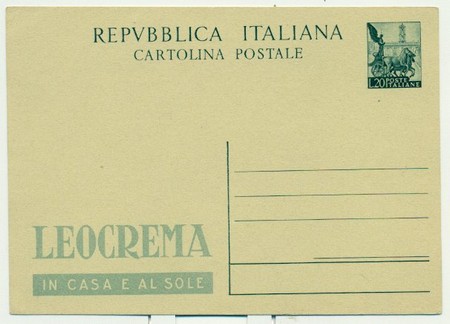 REPVBBLICA ITALIANA
CARTOLINA POSTALE
L.20 POSTE ITALIANE
LEOCREMA
IN CASA E AL SOLE